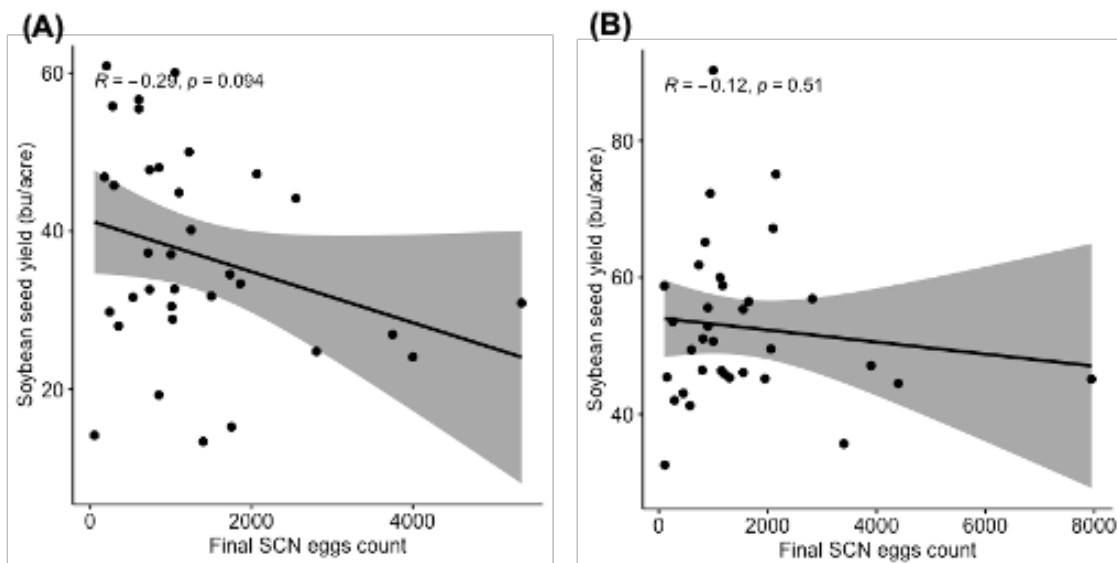 (A)
R = −0.29, p = 0.094
60
40
20
Soybean seed yield (bu/acre)
0 2000 4000
Final SCN eggs count
(B)
R = −0.12, p = 0.51
80
60
40
Soybean seed yield (bu/acre)
0 2000 4000 6000 8000
Final SCN eggs count